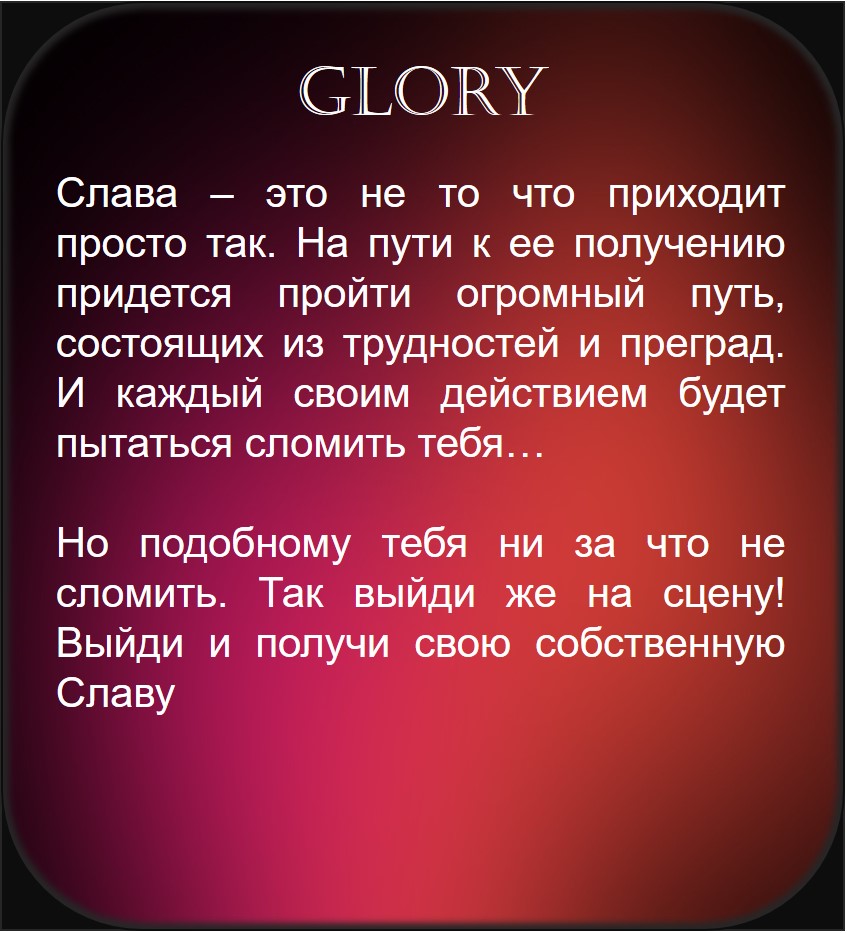 GLORY
Слава – это не то что приходит
просто так. На пути к ее получению
придется пройти огромный путь,
состоящих из трудностей и преград.
И каждый своим действием будет
пытаться сломить тебя…
Но подобному тебя ни за что не
сломить. Так выйди же на сцену!
Выйди и получи свою собственную
Славу